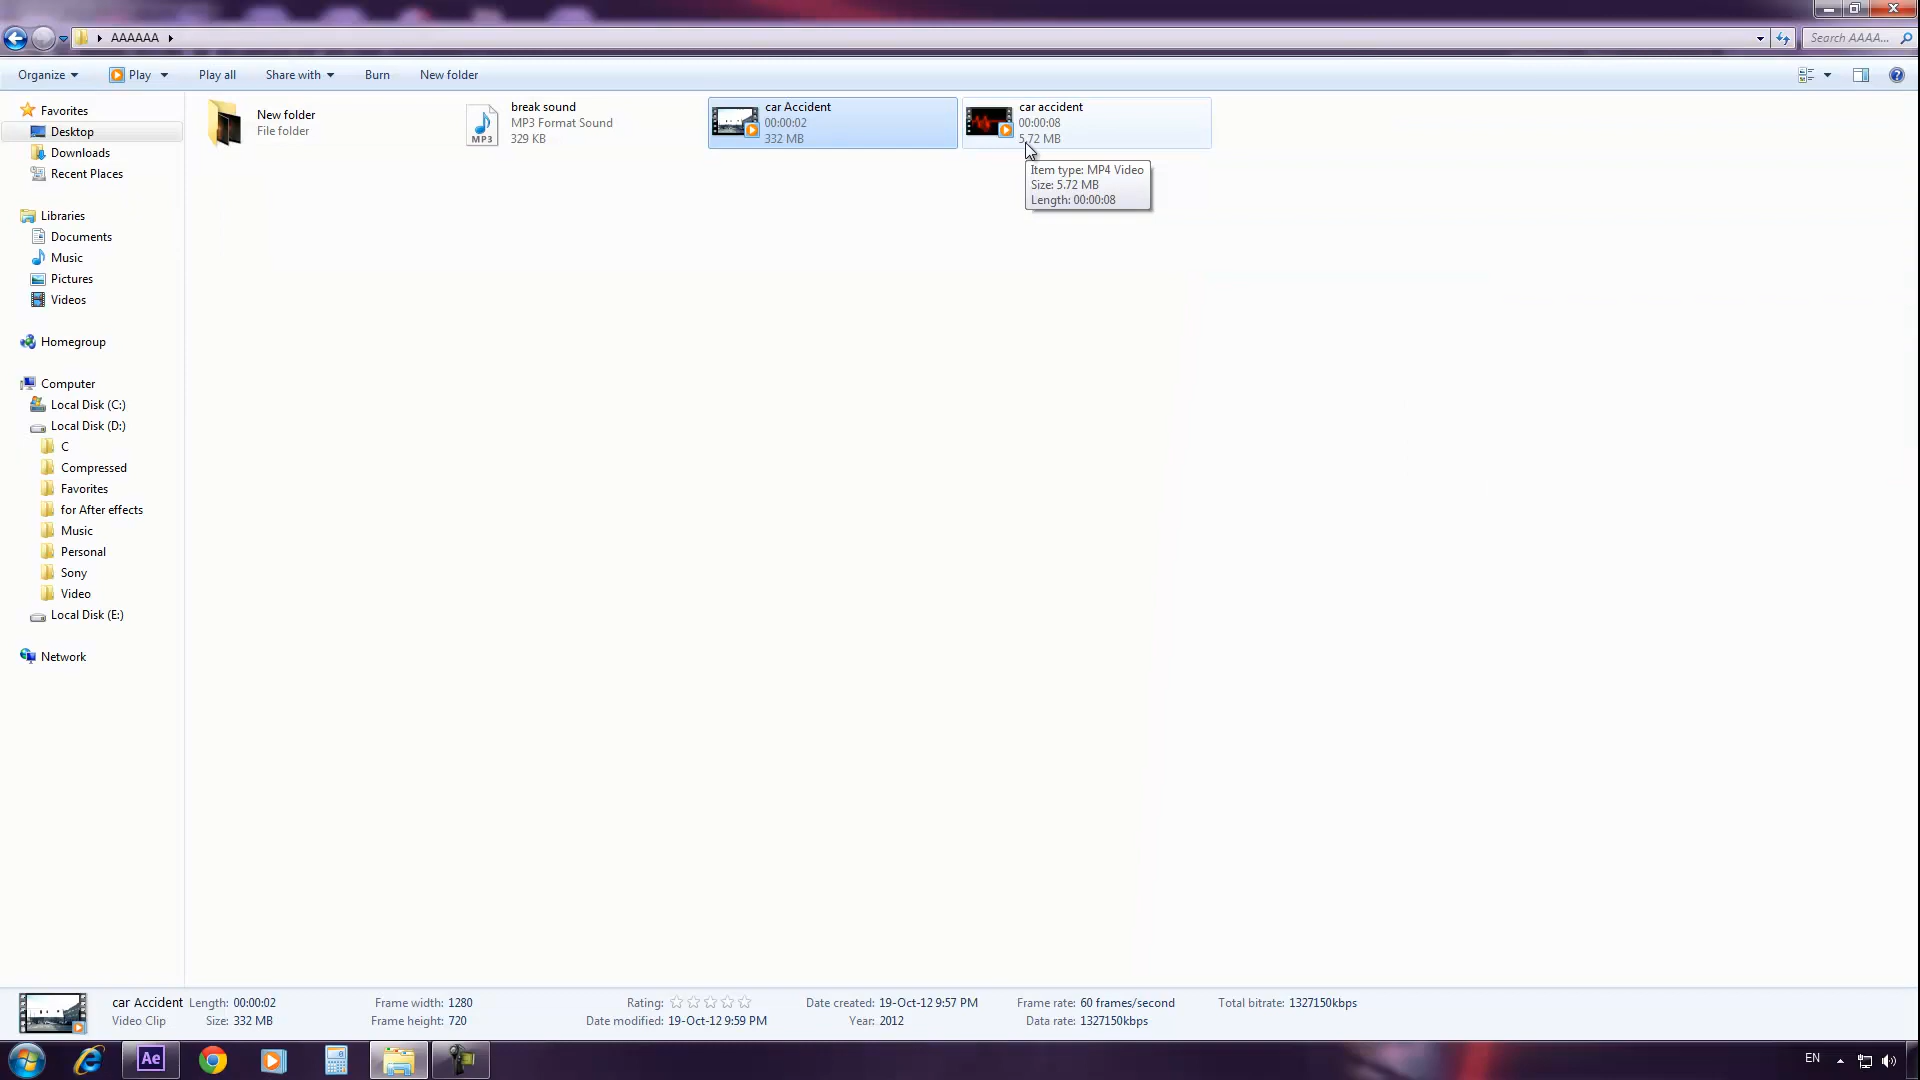 AAAAAA
Search AAAA...
Organize
Play
Play all
Share with
Burn
New folder
Favorites
Desktop
Downloads
Recent Places
Libraries
Documents
Music
Pictures
Videos
Homegroup
Computer
Local Disk (C:)
Local Disk (D:)
C
Compressed
Favorites
for After effects
Music
Personal
Sony
Video
Local Disk (E:)
Network
New folder
File folder
MP3
break sound
MP3 Format Sound
329 KB
car Accident
00:00:02
332 MB
car accident
00:00:08
5.72 MB
Item type: MP4 Video
Size: 5.72 MB
Length: 00:00:08
car Accident Length: 00:00:02 Frame width: 1280 Rating: Date created: 19-Oct-12 9:57 PM Frame rate: 60 frames/second Total bitrate: 1327150kbps
Video Clip Size: 332 MB Frame height: 720 Date modified: 19-Oct-12 9:59 PM Year: 2012 Data rate: 1327150kbps
Ae
EN